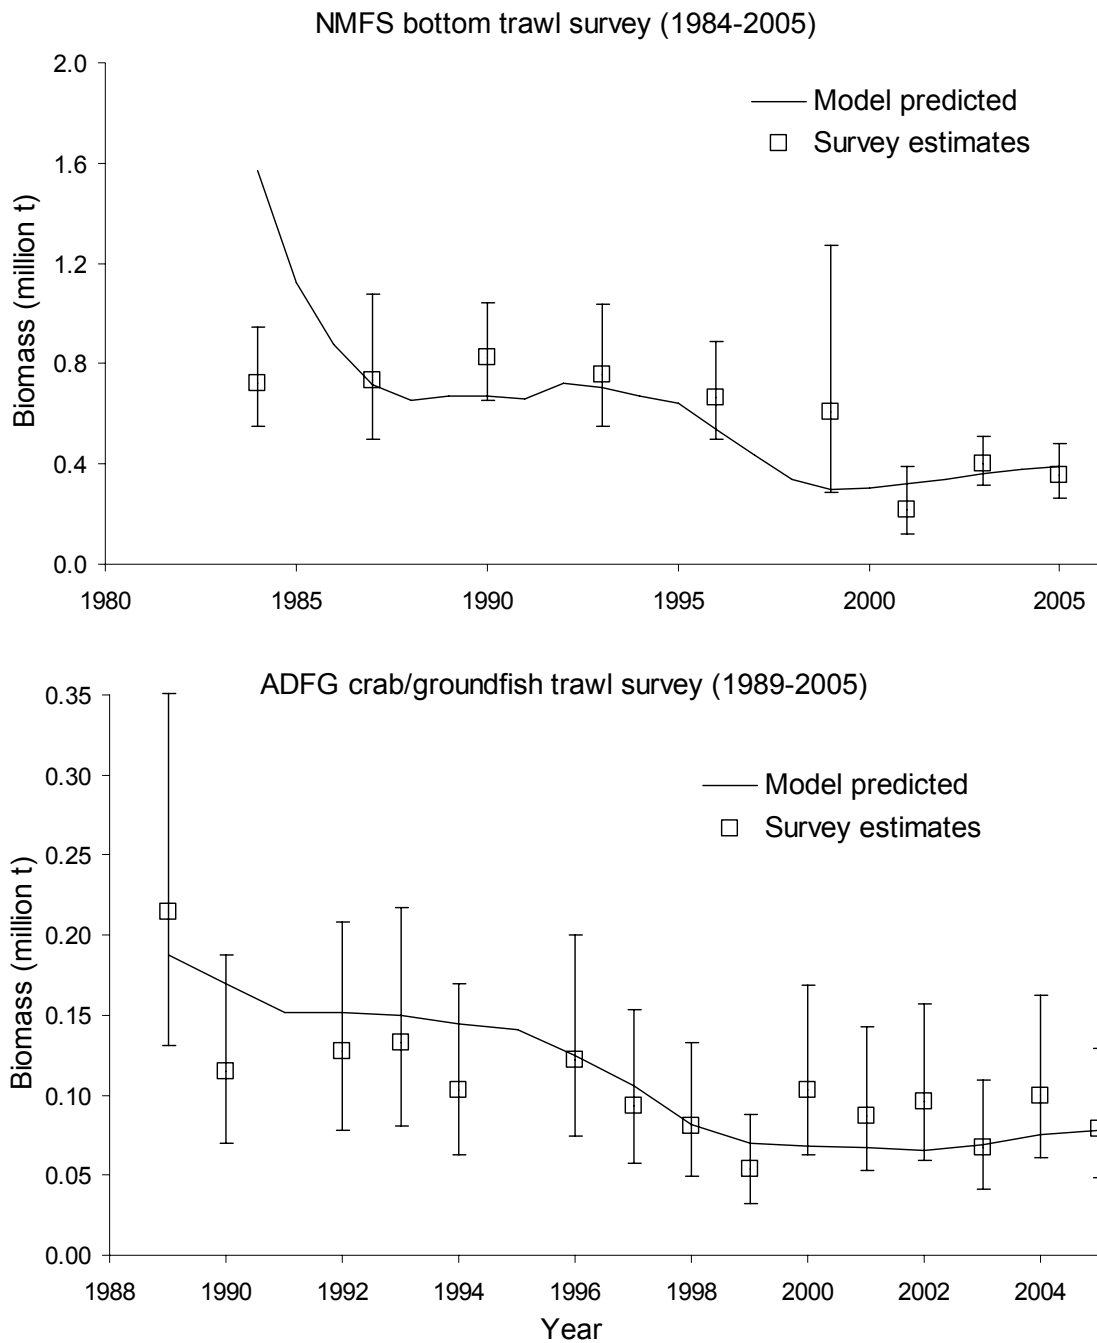 NMFS bottom trawl survey (1984-2005)
2.0
1.6
1.2
0.8
0.4
0.0
Biomass (million t)
Model predicted
Survey estimates
1980 1985 1990 1995 2000 2005
ADFG crab/groundfish trawl survey (1989-2005)
0.35
0.30
0.25
0.20
0.15
0.10
0.05
0.00
Biomass (million t)
Model predicted
Survey estimates
1988 1990 1992 1994 1996 1998 2000 2002 2004
Year